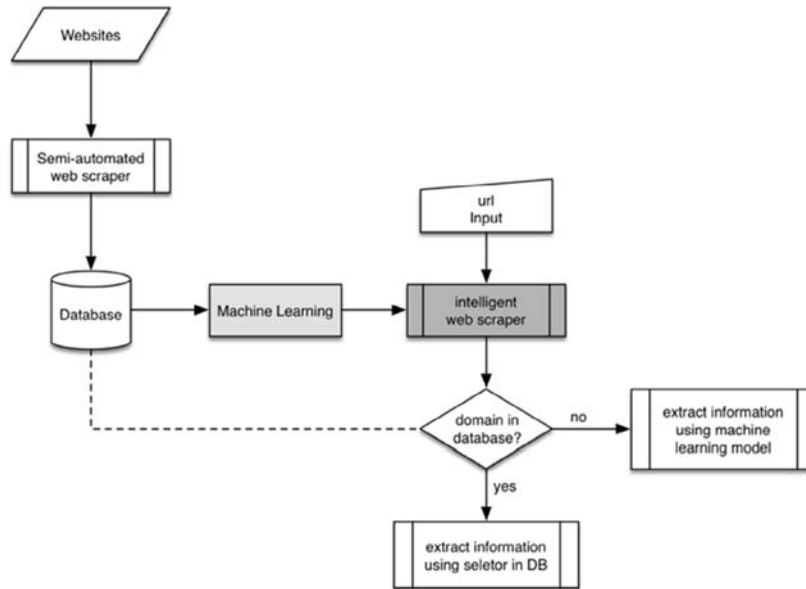 Websites
Semi-automated
web scraper
url
Input
Database
Machine Learning
intelligent
web scraper
domain in
database?
no
extract information
using machine
learning model
yes
extract information
using seletor in DB